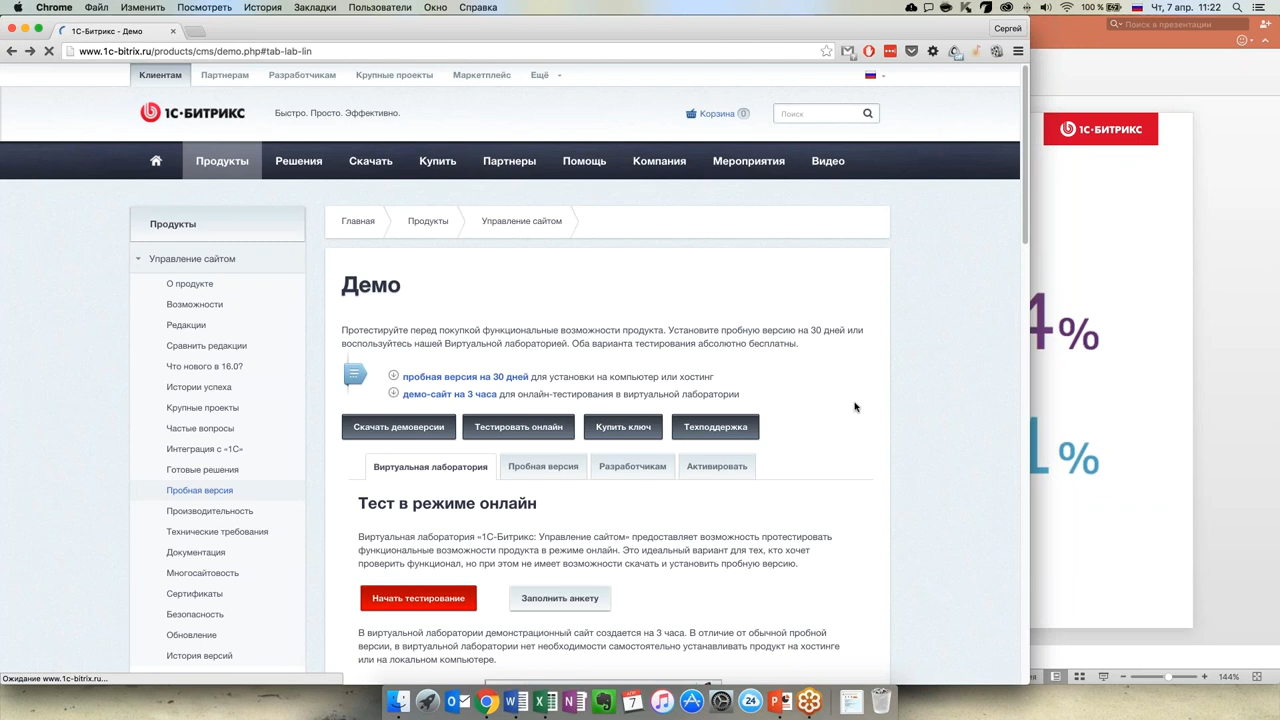 Chrome Файл Изменить Посмотреть История Закладки Пользователи Окно Справка
100 % Чт, 7 апр. 11:22
1С-Битрикс - Демо
Сергей
Поиск в презентации
www.1c-bitrix.ru/products/cms/demo.php#tab-lab-lin
Клиентам Партнерам Разработчикам Крупные проекты Маркетплейс Ещё
1С·БИТРИКС
Быстро. Просто. Эффективно.
Корзина 0
Поиск
1С·БИТРИКС
Продукты Решения Скачать Купить Партнеры Помощь Компания Мероприятия Видео
Продукты
Управление сайтом
О продукте
Возможности
Редакции
Сравнить редакции
Что нового в 16.0?
Истории успеха
Крупные проекты
Частые вопросы
Интеграция с «1С»
Готовые решения
Пробная версия
Производительность
Технические требования
Документация
Многосайтовость
Сертификаты
Безопасность
Обновление
История версий
Главная Продукты Управление сайтом
Демо
Протестируйте перед покупкой функциональные возможности продукта. Установите пробную версию на 30 дней или
воспользуйтесь нашей Виртуальной лабораторией. Оба варианта тестирования абсолютно бесплатны.
пробная версия на 30 дней для установки на компьютер или хостинг
демо-сайт на 3 часа для онлайн-тестирования в виртуальной лаборатории
Скачать демоверсии Тестировать онлайн Купить ключ Техподдержка
Виртуальная лаборатория Пробная версия Разработчикам Активировать
Тест в режиме онлайн
Виртуальная лаборатория «1С-Битрикс: Управление сайтом» предоставляет возможность протестировать
функциональные возможности продукта в режиме онлайн. Это идеальный вариант для тех, кто хочет
проверить функционал, но при этом не имеет возможности скачать и установить пробную версию.
Начать тестирование Заполнить анкету
В виртуальной лаборатории демонстрационный сайт создается на 3 часа. В отличие от обычной пробной
версии, в виртуальной лаборатории нет необходимости самостоятельно устанавливать продукт на хостинге
или на локальном компьютере.
4%
1%
Ожидание www.1c-bitrix.ru...
144%
7
24